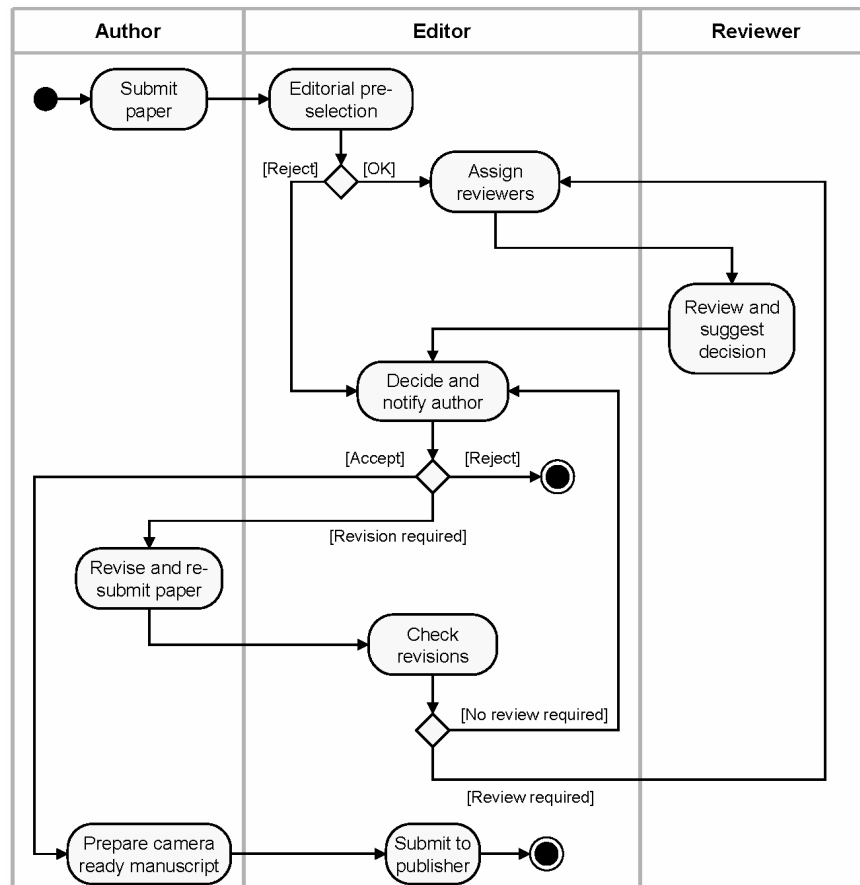 Author
Editor
Reviewer
Submit
paper
Editorial pre-
selection
[Reject]
[OK]
Assign
reviewers
Review and
suggest
decision
Decide and
notify author
[Accept]
[Reject]
[Revision required]
Revise and re-
submit paper
Check
revisions
[No review required]
[Review required]
Prepare camera
ready manuscript
Submit to
publisher